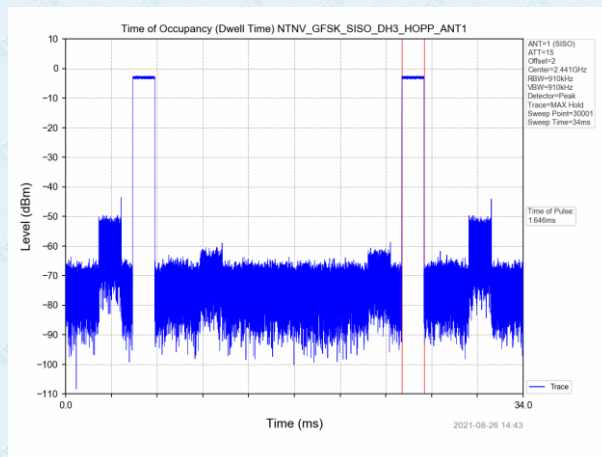 Time of Occupancy (Dwell Time) NTNV_GFSK_SISO_DH3_HOPP_ANT1
ANT=1 (SISO)
ATT=15
Offset=2
Center=2.441GHz
RBW=910kHz
VBW=910kHz
Detector=Peak
Trace=MAX Hold
Sweep Point=30001
Sweep Time=34ms
Time of Pulse:
1.646ms
Level (dBm)
10
0
−10
−20
−30
−40
−50
−60
−70
−80
−90
−100
−110
0.0
34.0
Time (ms)
Trace
2021-08-26 14:43